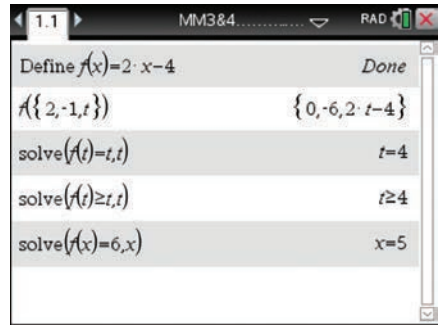 1.1 MM3&4............ RAD
Define f(x)=2· x−4 Done
f({2,-1,t}) {0,-6,2· t−4}
solve(f(t)=t,t) t=4
solve(f(t)≥t,t) t≥4
solve(f(x)=6,x) x=5